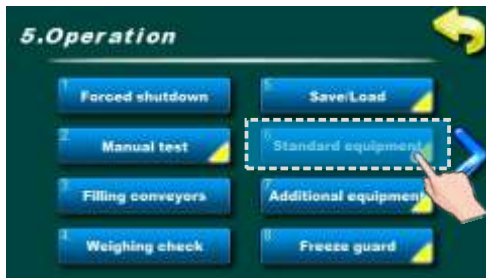 5.Operation
1 Forced shutdown
5 Save/Load
2 Manual test
6 Standard equipment
3 Filling conveyors
7 Additional equipment
4 Weighing check
8 Freeze guard